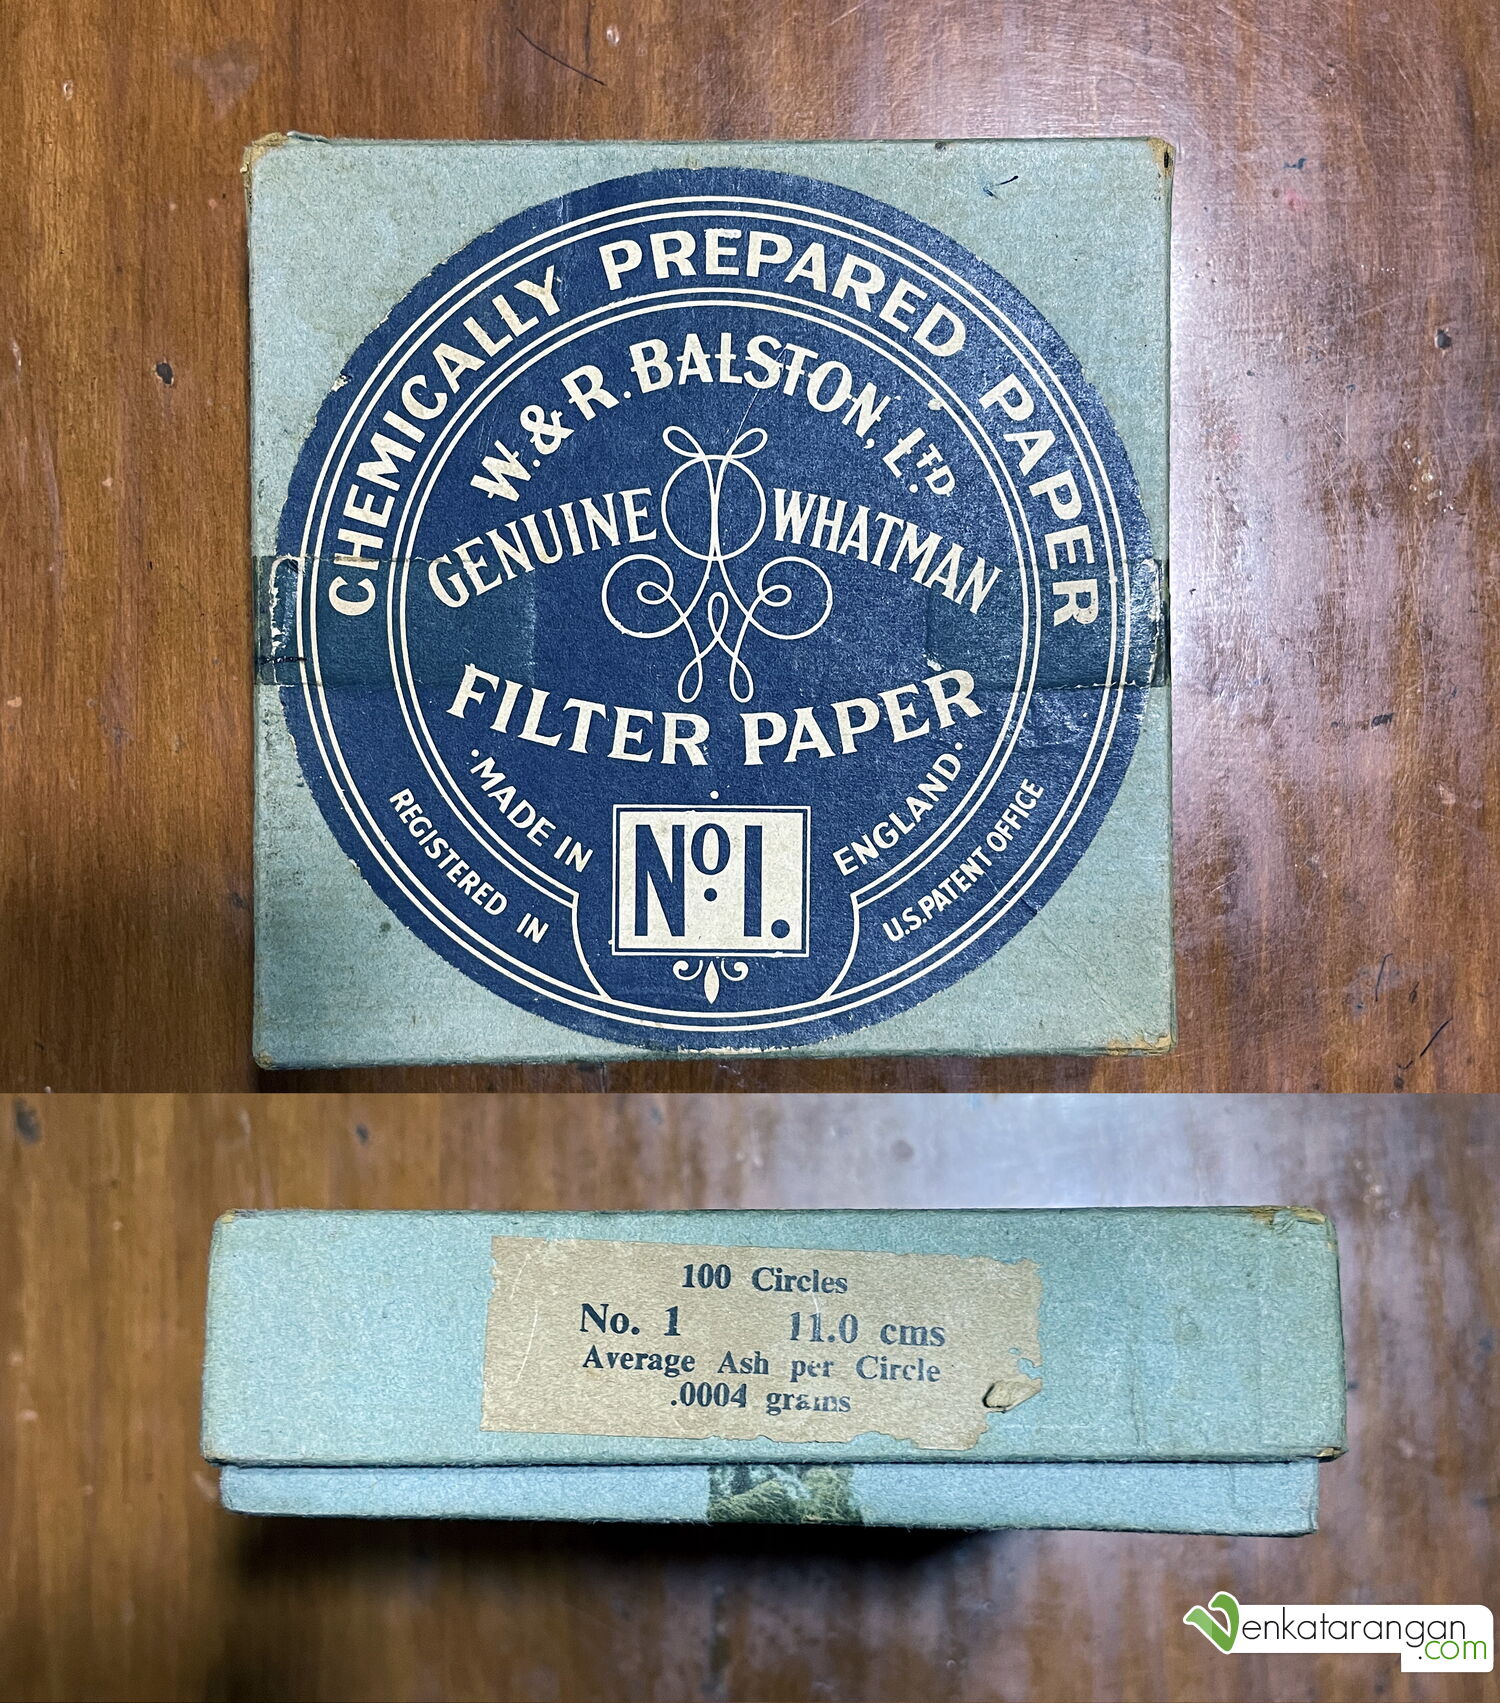 CHEMICALLY PREPARED PAPER
W. & R. BALSTON, LTD.
GENUINE WHATMAN
FILTER PAPER
· MADE IN ENGLAND ·
No. 1.
REGISTERED IN U.S. PATENT OFFICE
100 Circles
No. 1 11.0 cms
Average Ash per Circle
.0004 grams
Venkatarangan
.com